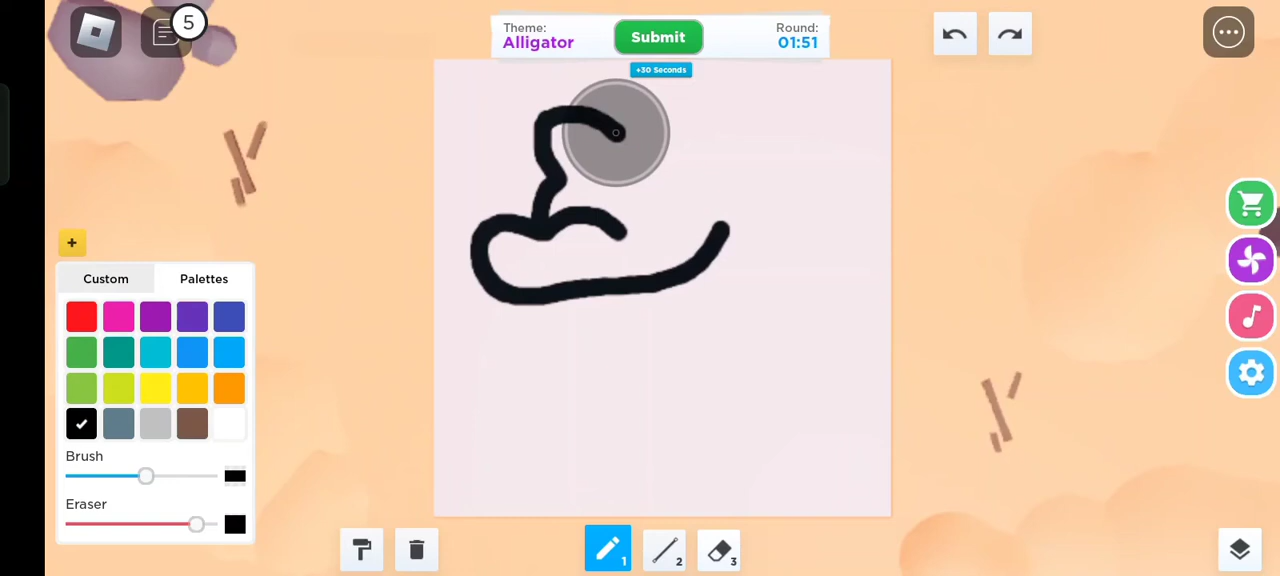 5
Theme:
Alligator
Submit
Round:
01:51
+30 Seconds
+
Custom
Palettes
Brush
Eraser
1
2
3